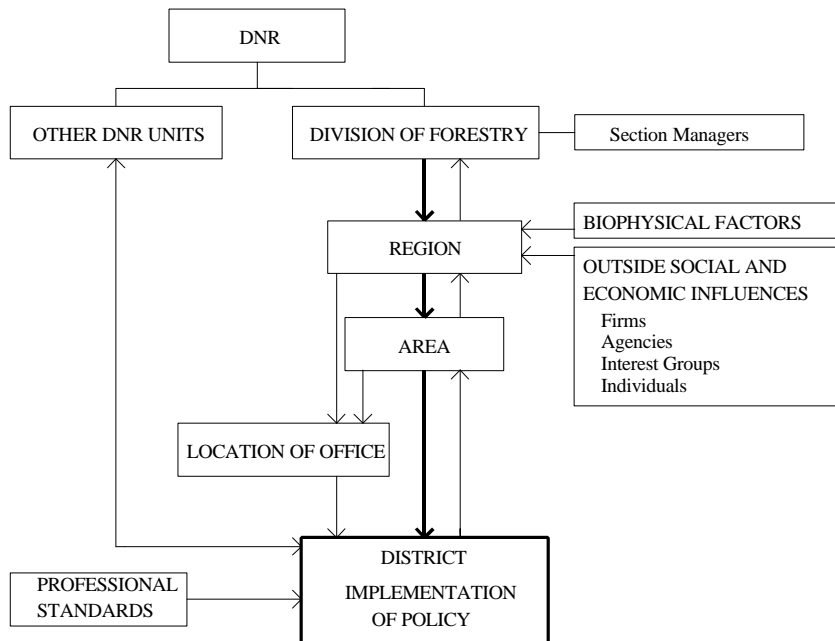 DNR
OTHER DNR UNITS
DIVISION OF FORESTRY
Section Managers
REGION
BIOPHYSICAL FACTORS
OUTSIDE SOCIAL AND
ECONOMIC INFLUENCES
Firms
Agencies
Interest Groups
Individuals
AREA
LOCATION OF OFFICE
DISTRICT
IMPLEMENTATION
OF POLICY
PROFESSIONAL
STANDARDS